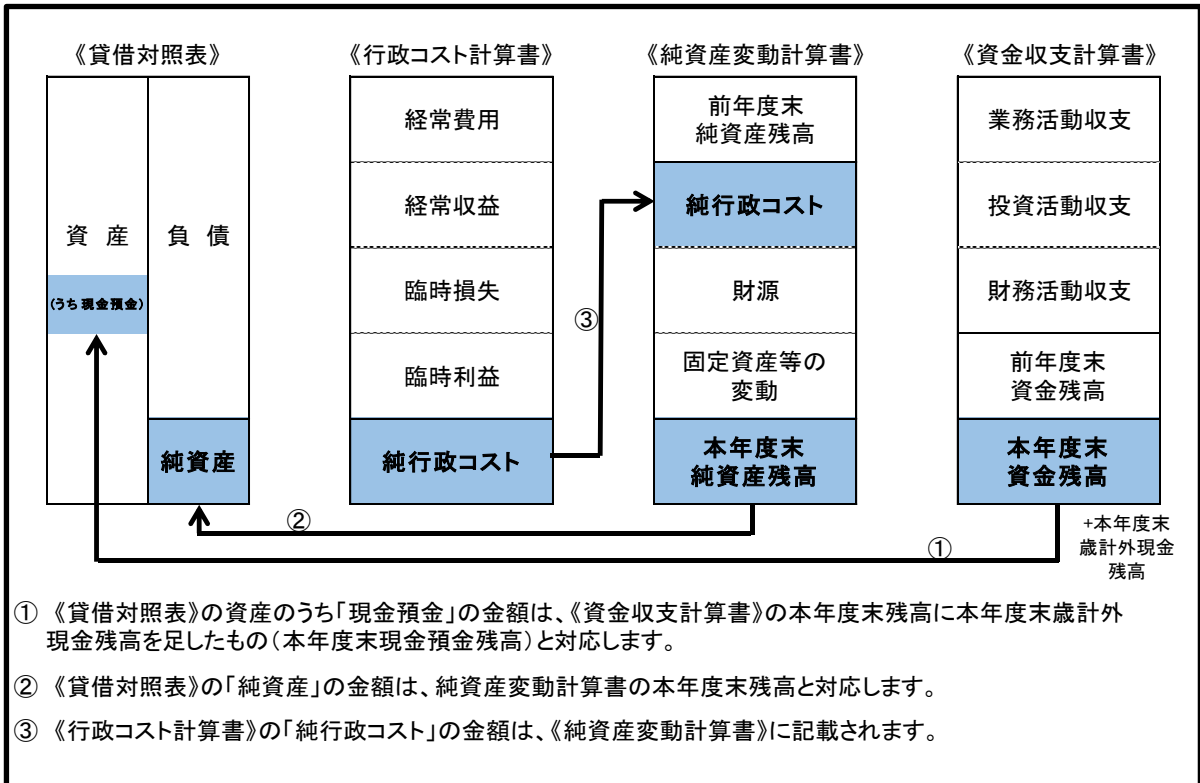 《貸借対照表》
《行政コスト計算書》
《純資産変動計算書》
《資金収支計算書》
資 産
(うち現金預金)
負 債
純資産
経常費用
経常収益
臨時損失
臨時利益
純行政コスト
前年度末
純資産残高
純行政コスト
財源
固定資産等の
変動
本年度末
純資産残高
業務活動収支
投資活動収支
財務活動収支
前年度末
資金残高
本年度末
資金残高
③
②
①
+本年度末
歳計外現金
残高
① 《貸借対照表》の資産のうち「現金預金」の金額は、《資金収支計算書》の本年度末残高に本年度末歳計外
現金残高を足したもの(本年度末現金預金残高)と対応します。
② 《貸借対照表》の「純資産」の金額は、純資産変動計算書の本年度末残高と対応します。
③ 《行政コスト計算書》の「純行政コスト」の金額は、《純資産変動計算書》に記載されます。